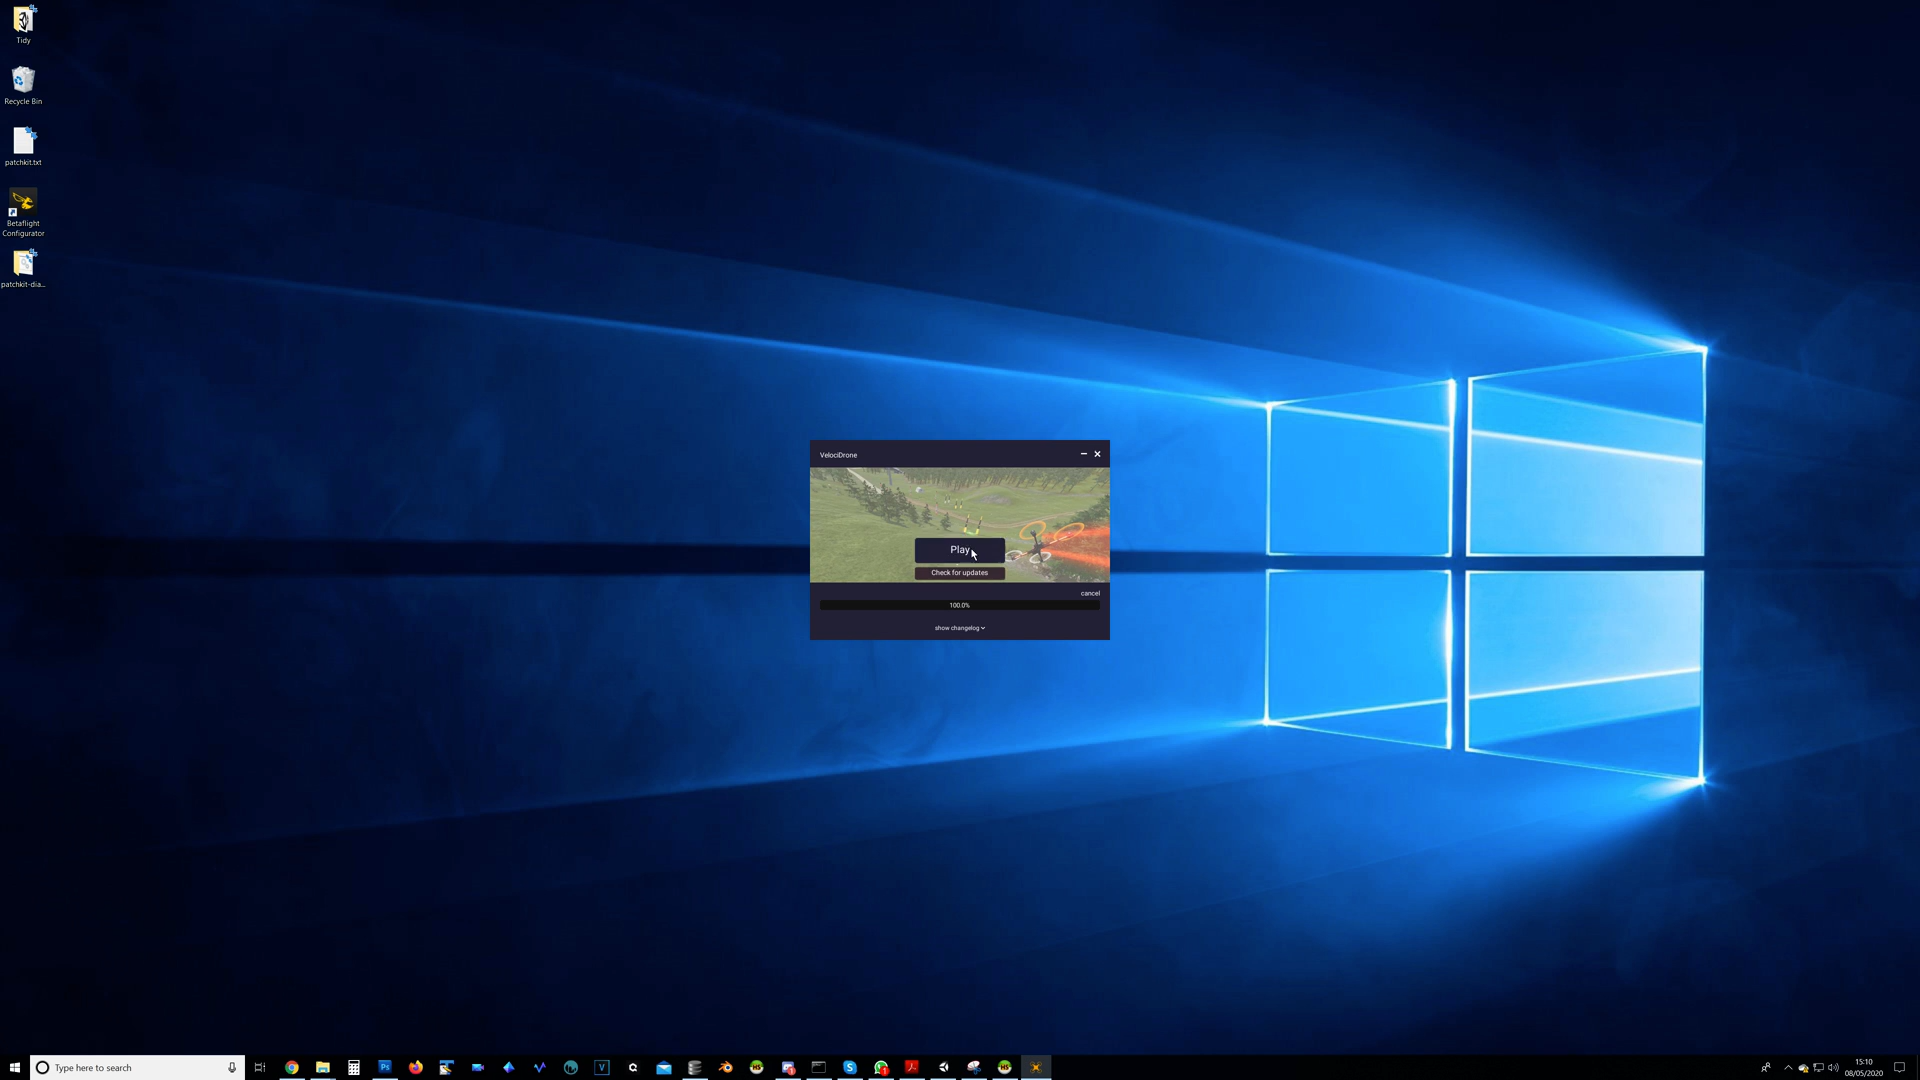 Tidy
Recycle Bin
patchkit.txt
Betaflight
Configurator
patchkit-dia...
VelociDrone
Play
Check for updates
cancel
100.0%
show changelog
Type here to search
15:10
08/05/2020